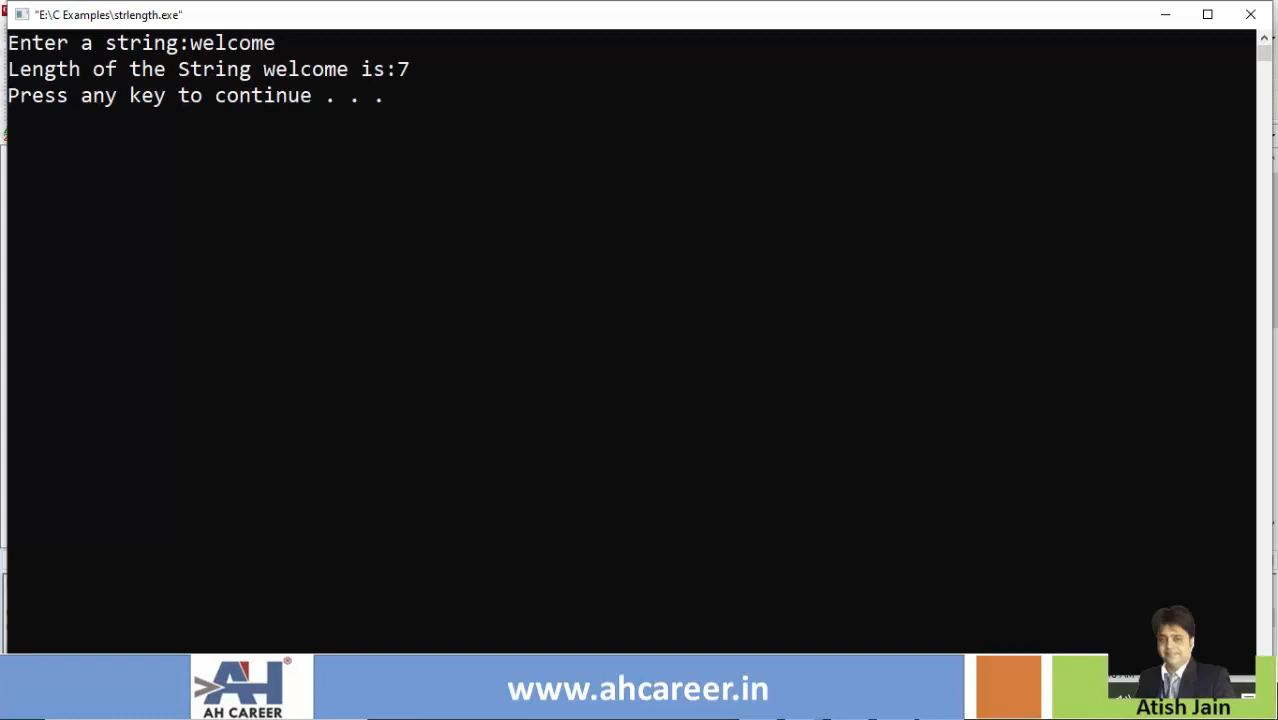 "E:\C Examples\strlength.exe"
Enter a string:welcome
Length of the String welcome is:7
Press any key to continue . . .
AH
AH CAREER
www.ahcareer.in
Atish Jain